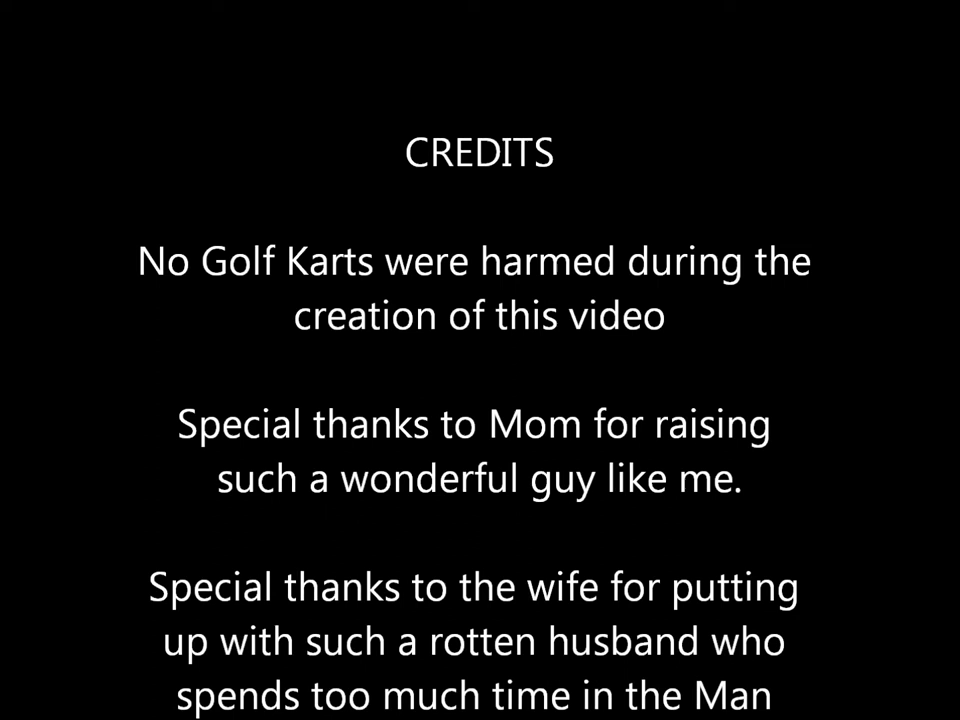 CREDITS
No Golf Karts were harmed during the
creation of this video
Special thanks to Mom for raising
such a wonderful guy like me.
Special thanks to the wife for putting
up with such a rotten husband who
spends too much time in the Man